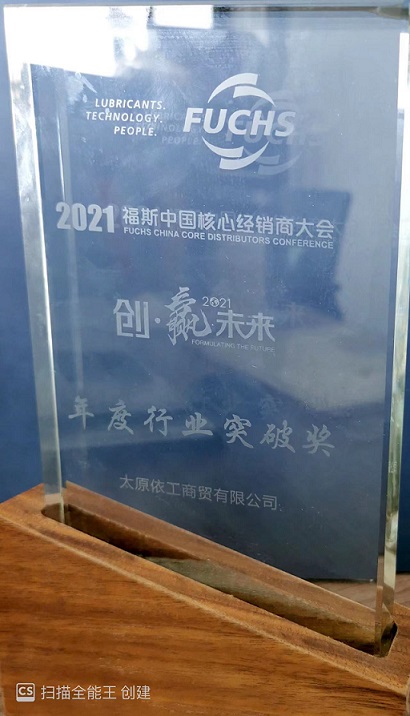 LUBRICANTS.
TECHNOLOGY.
PEOPLE.
FUCHS
2021 福斯中国核心经销商大会
FUCHS CHINA CORE DISTRIBUTORS CONFERENCE
创·赢·未来
2021
FORMULATING THE FUTURE
年度行业突破奖
太原依工商贸有限公司
CS 扫描全能王 创建